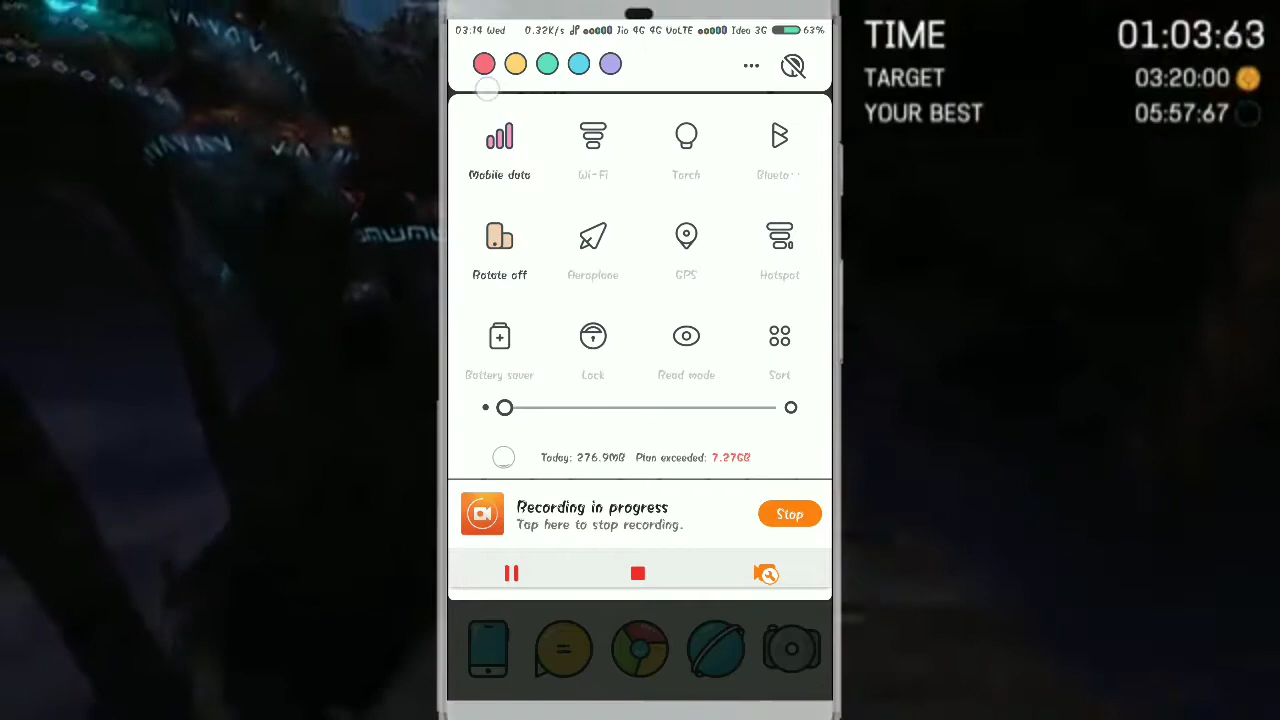 03:14 Wed 0.32K/s Jio 4G 4G VoLTE Idea 3G 63%
TIME 01:03:63
TARGET 03:20:00
YOUR BEST 05:57:67
Mobile data Wi-Fi Torch Blueto··
Rotate off Aeroplane GPS Hotspot
Battery saver Lock Read mode Sort
Today: 276.9MB Plan exceeded: 7.27GB
Recording in progress
Tap here to stop recording.
Stop